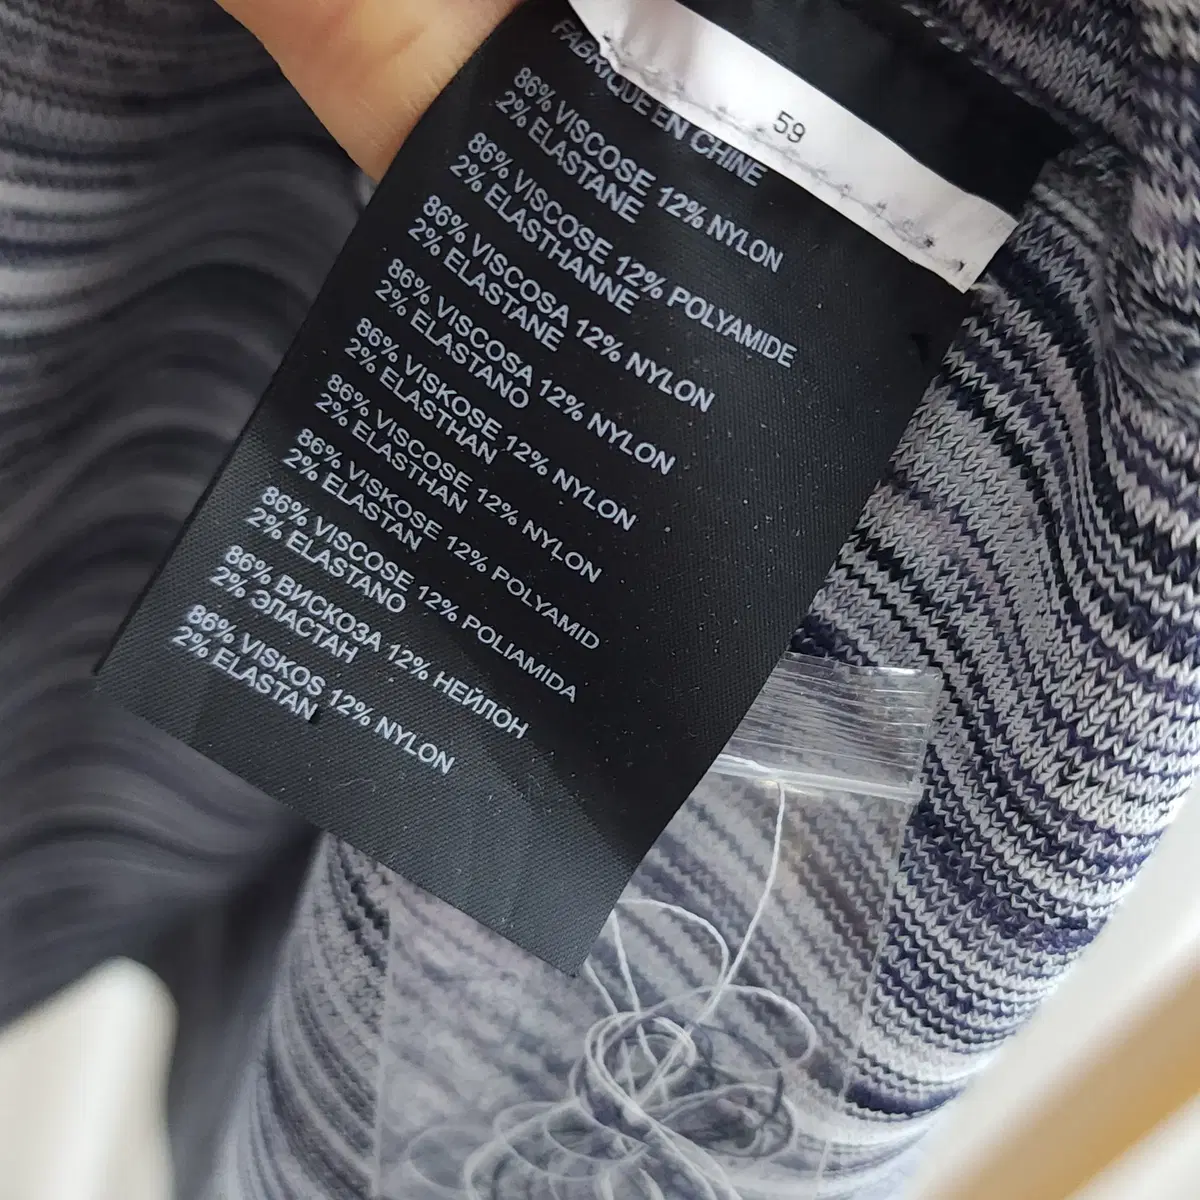 59
FABRIQUE EN CHINE
86% VISCOSE 12% NYLON
2% ELASTANE
86% VISCOSE 12% POLYAMIDE
2% ELASTHANNE
86% VISCOSA 12% NYLON
2% ELASTANE
86% VISCOSA 12% NYLON
2% ELASTANO
86% VISKOSE 12% NYLON
2% ELASTHAN
86% VISCOSE 12% NYLON
2% ELASTHAN
86% VISKOSE 12% POLYAMID
2% ELASTAN
86% VISCOSE 12% POLIAMIDA
2% ELASTANO
86% ВИСКОЗА 12% НЕЙЛОН
2% ЭЛАСТАН
86% VISKOS 12% NYLON
2% ELASTAN